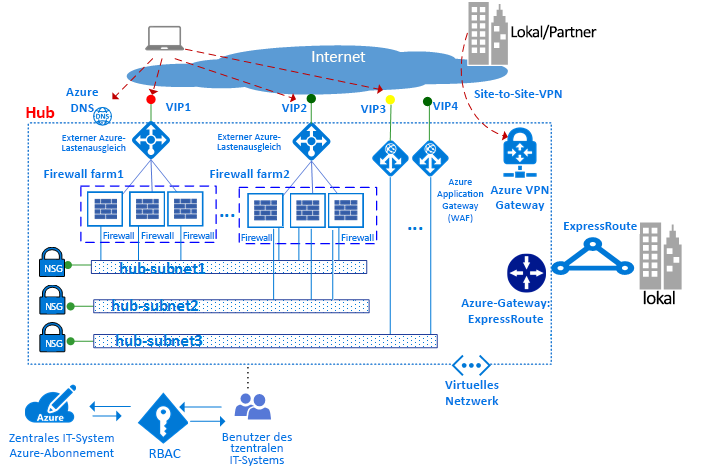 Internet
Lokal/Partner
Azure
DNS
DNS
Hub
VIP1
VIP2
VIP3
VIP4
Site-to-Site-VPN
Externer Azure-
Lastenausgleich
Externer Azure-
Lastenausgleich
Firewall farm1
Firewall farm2
Azure
Application
Gateway
(WAF)
Azure VPN
Gateway
...
...
Firewall
Firewall
Firewall
Firewall
Firewall
ExpressRoute
NSG
hub-subnet1
NSG
hub-subnet2
NSG
hub-subnet3
Azure-Gateway:
ExpressRoute
lokal
Virtuelles
Netzwerk
Azure
Zentrales IT-System
Azure-Abonnement
RBAC
Benutzer des
tzentralen
IT-Systems